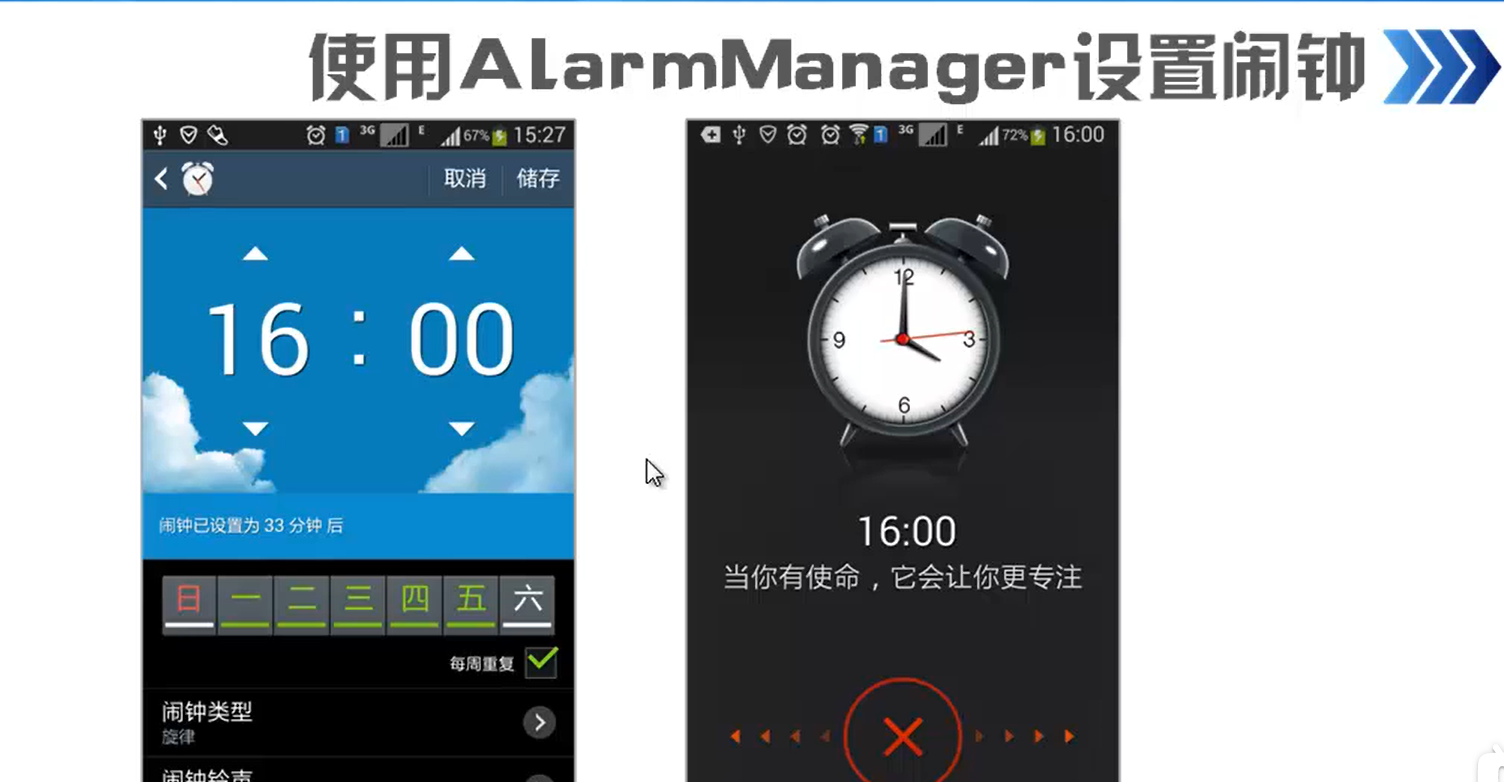 使用AlarmManager设置闹钟
1 3G E 67% 15:27
取消 储存
16 : 00
闹钟已设置为 33 分钟 后
日 一 二 三 四 五 六
每周重复
闹钟类型
旋律
闹钟铃声
1 3G E 72% 16:00
12
9 3
6
16:00
当你有使命，它会让你更专注